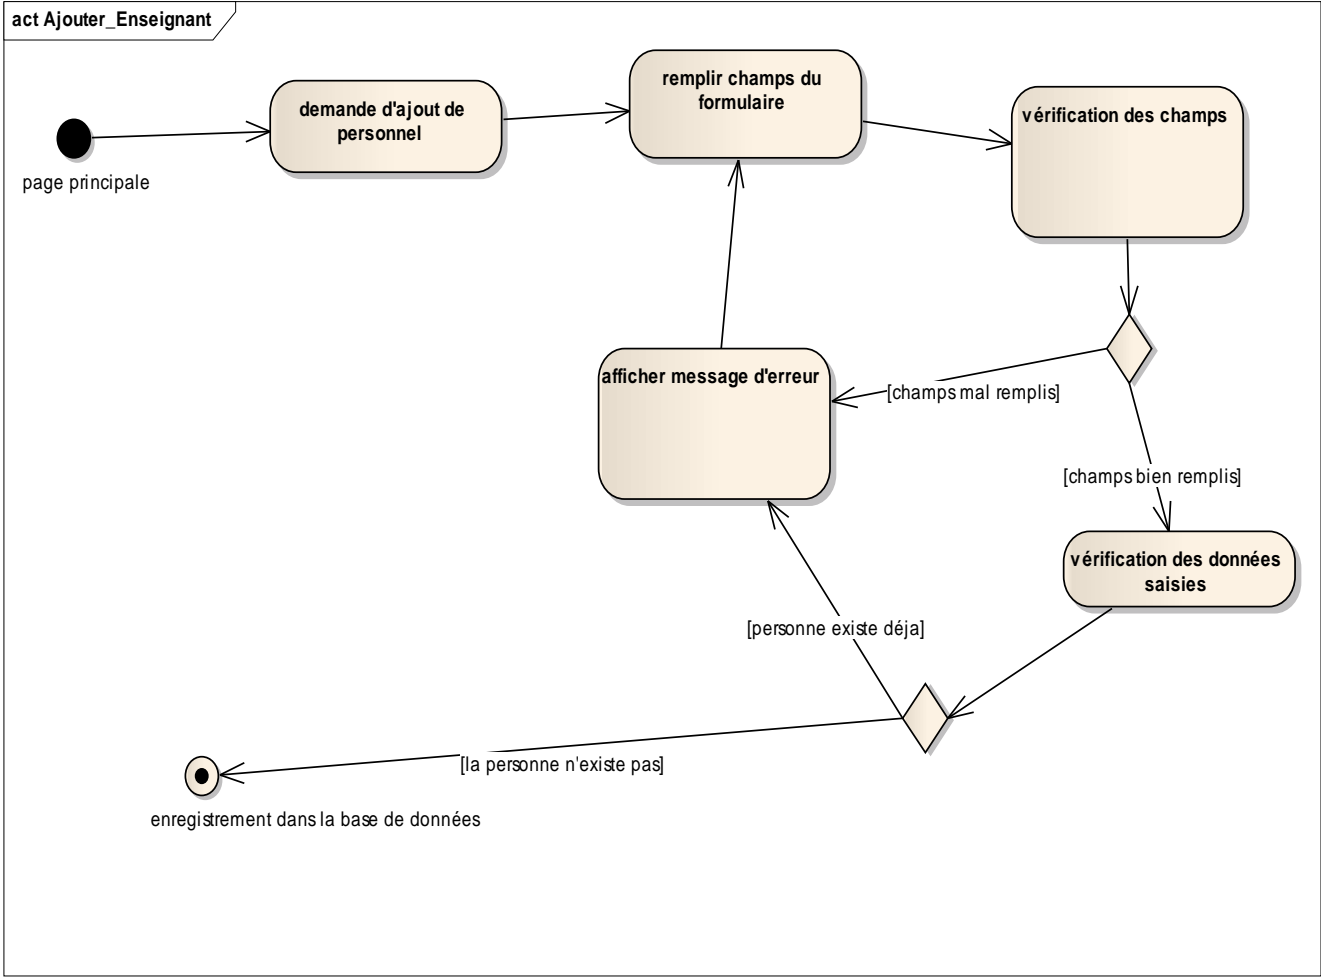 act Ajouter_Enseignant
remplir champs du
formulaire
demande d'ajout de
personnel
vérification des champs
page principale
afficher message d'erreur
[champs mal remplis]
[champs bien remplis]
vérification des données
saisies
[personne existe déja]
[la personne n'existe pas]
enregistrement dans la base de données